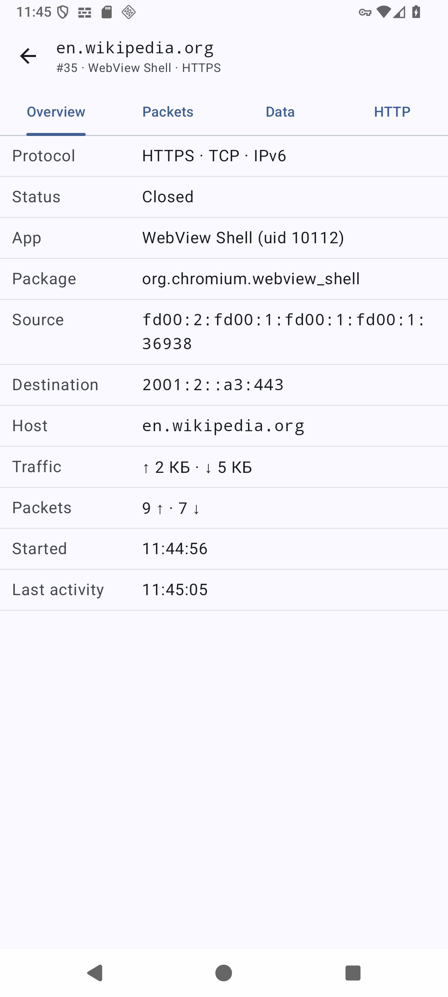 11:45
en.wikipedia.org
#35 · WebView Shell · HTTPS
Overview Packets Data HTTP
Protocol HTTPS · TCP · IPv6
Status Closed
App WebView Shell (uid 10112)
Package org.chromium.webview_shell
Source fd00:2:fd00:1:fd00:1:fd00:1:
36938
Destination 2001:2::a3:443
Host en.wikipedia.org
Traffic ↑ 2 КБ · ↓ 5 КБ
Packets 9 ↑ · 7 ↓
Started 11:44:56
Last activity 11:45:05